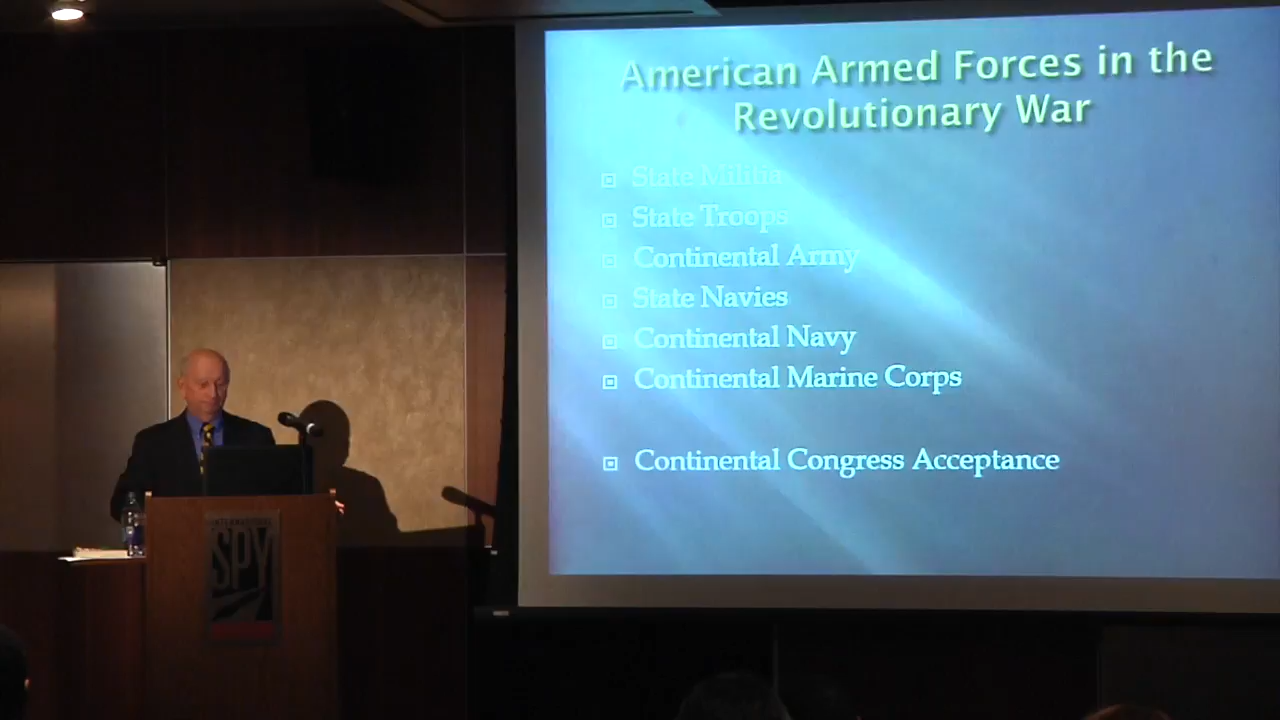 American Armed Forces in the
Revolutionary War
State Militia
State Troops
Continental Army
State Navies
Continental Navy
Continental Marine Corps
Continental Congress Acceptance
INTERNATIONAL
SPY